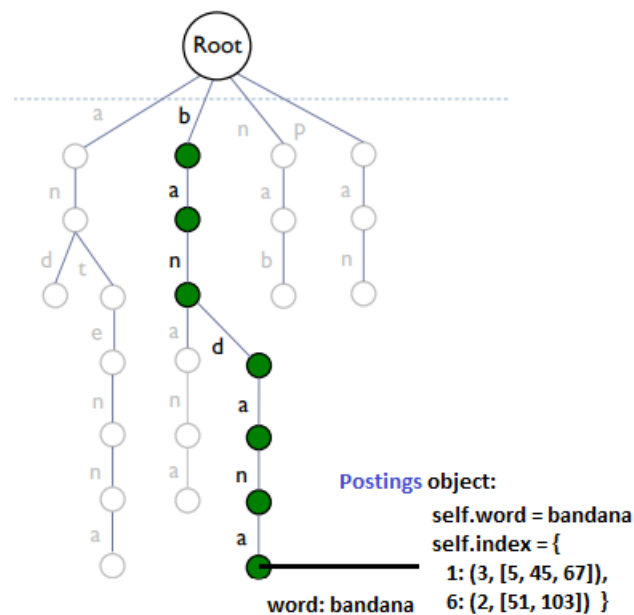 Root
a b n p
n a a a
d t n b n
e a d
n n a
n a n
a a
Postings object:
self.word = bandana
self.index = {
1: (3, [5, 45, 67]),
word: bandana 6: (2, [51, 103]) }